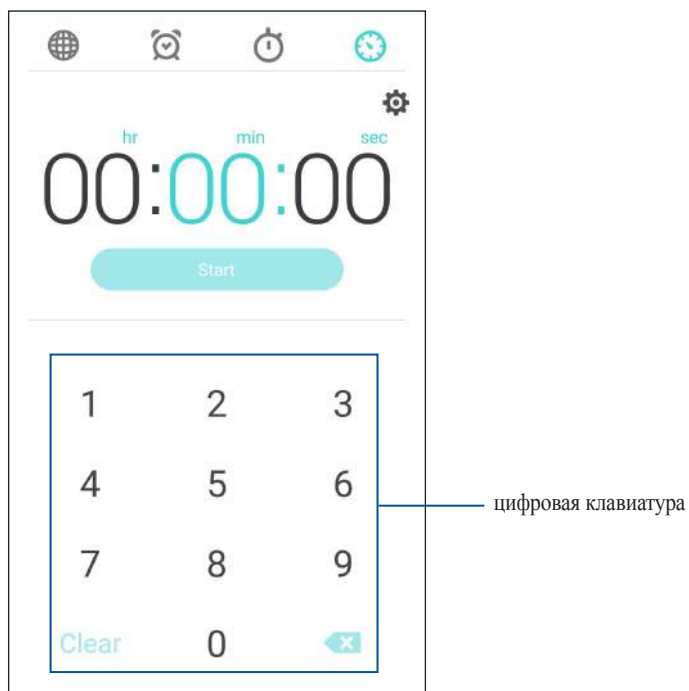 hr min sec
00:00:00
Start
1 2 3
4 5 6
цифровая клавиатура
7 8 9
Clear 0